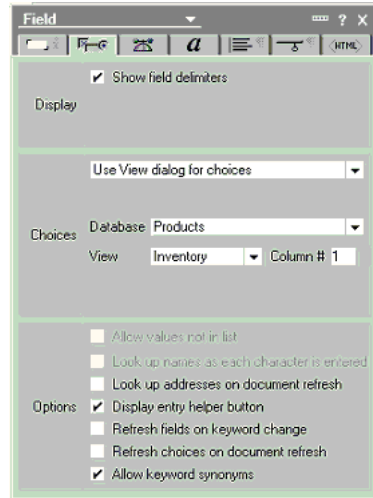 Field ? X
a <HTML>
Show field delimiters
Display
Use View dialog for choices
Choices
Database Products
View Inventory Column # 1
Allow values not in list
Look up names as each character is entered
Look up addresses on document refresh
Options Display entry helper button
Refresh fields on keyword change
Refresh choices on document refresh
Allow keyword synonyms